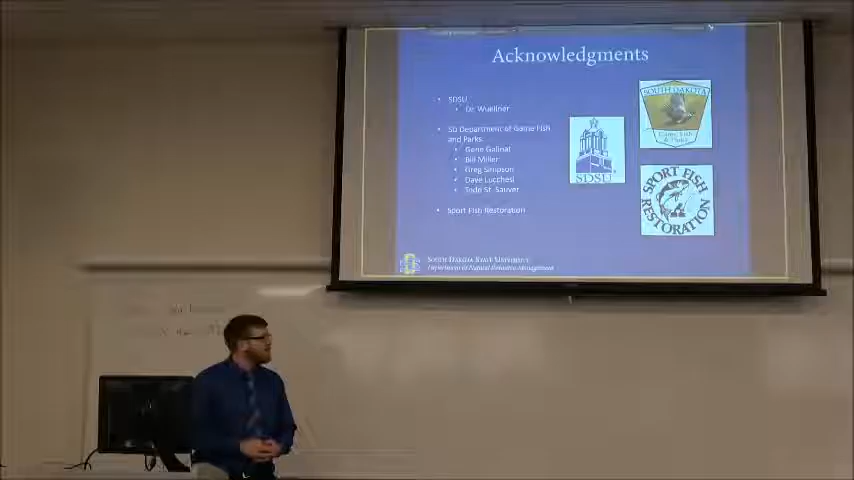 Acknowledgments
• SDSU
• Dr. Wuellner
• SD Department of Game Fish
and Parks
• Gene Galinat
• Bill Miller
• Greg Simpson
• Dave Lucchesi
• Todd St. Sauver
• Sport Fish Restoration
SDSU
SOUTH DAKOTA
Game, Fish
& Parks
SPORT FISH
RESTORATION
SOUTH DAKOTA STATE UNIVERSITY
Department of Natural Resource Management